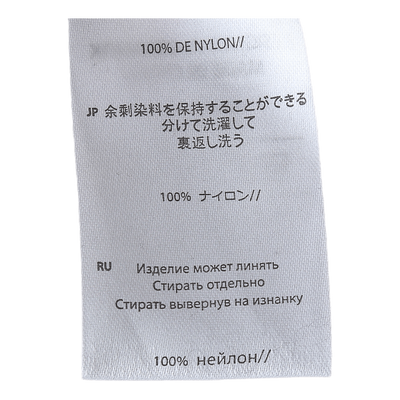 100% DE NYLON//
JP 余剰染料を保持することができる
分けて洗濯して
裏返し洗う
100% ナイロン//
RU Изделие может линять
Стирать отдельно
Стирать вывернув на изнанку
100% нейлон//